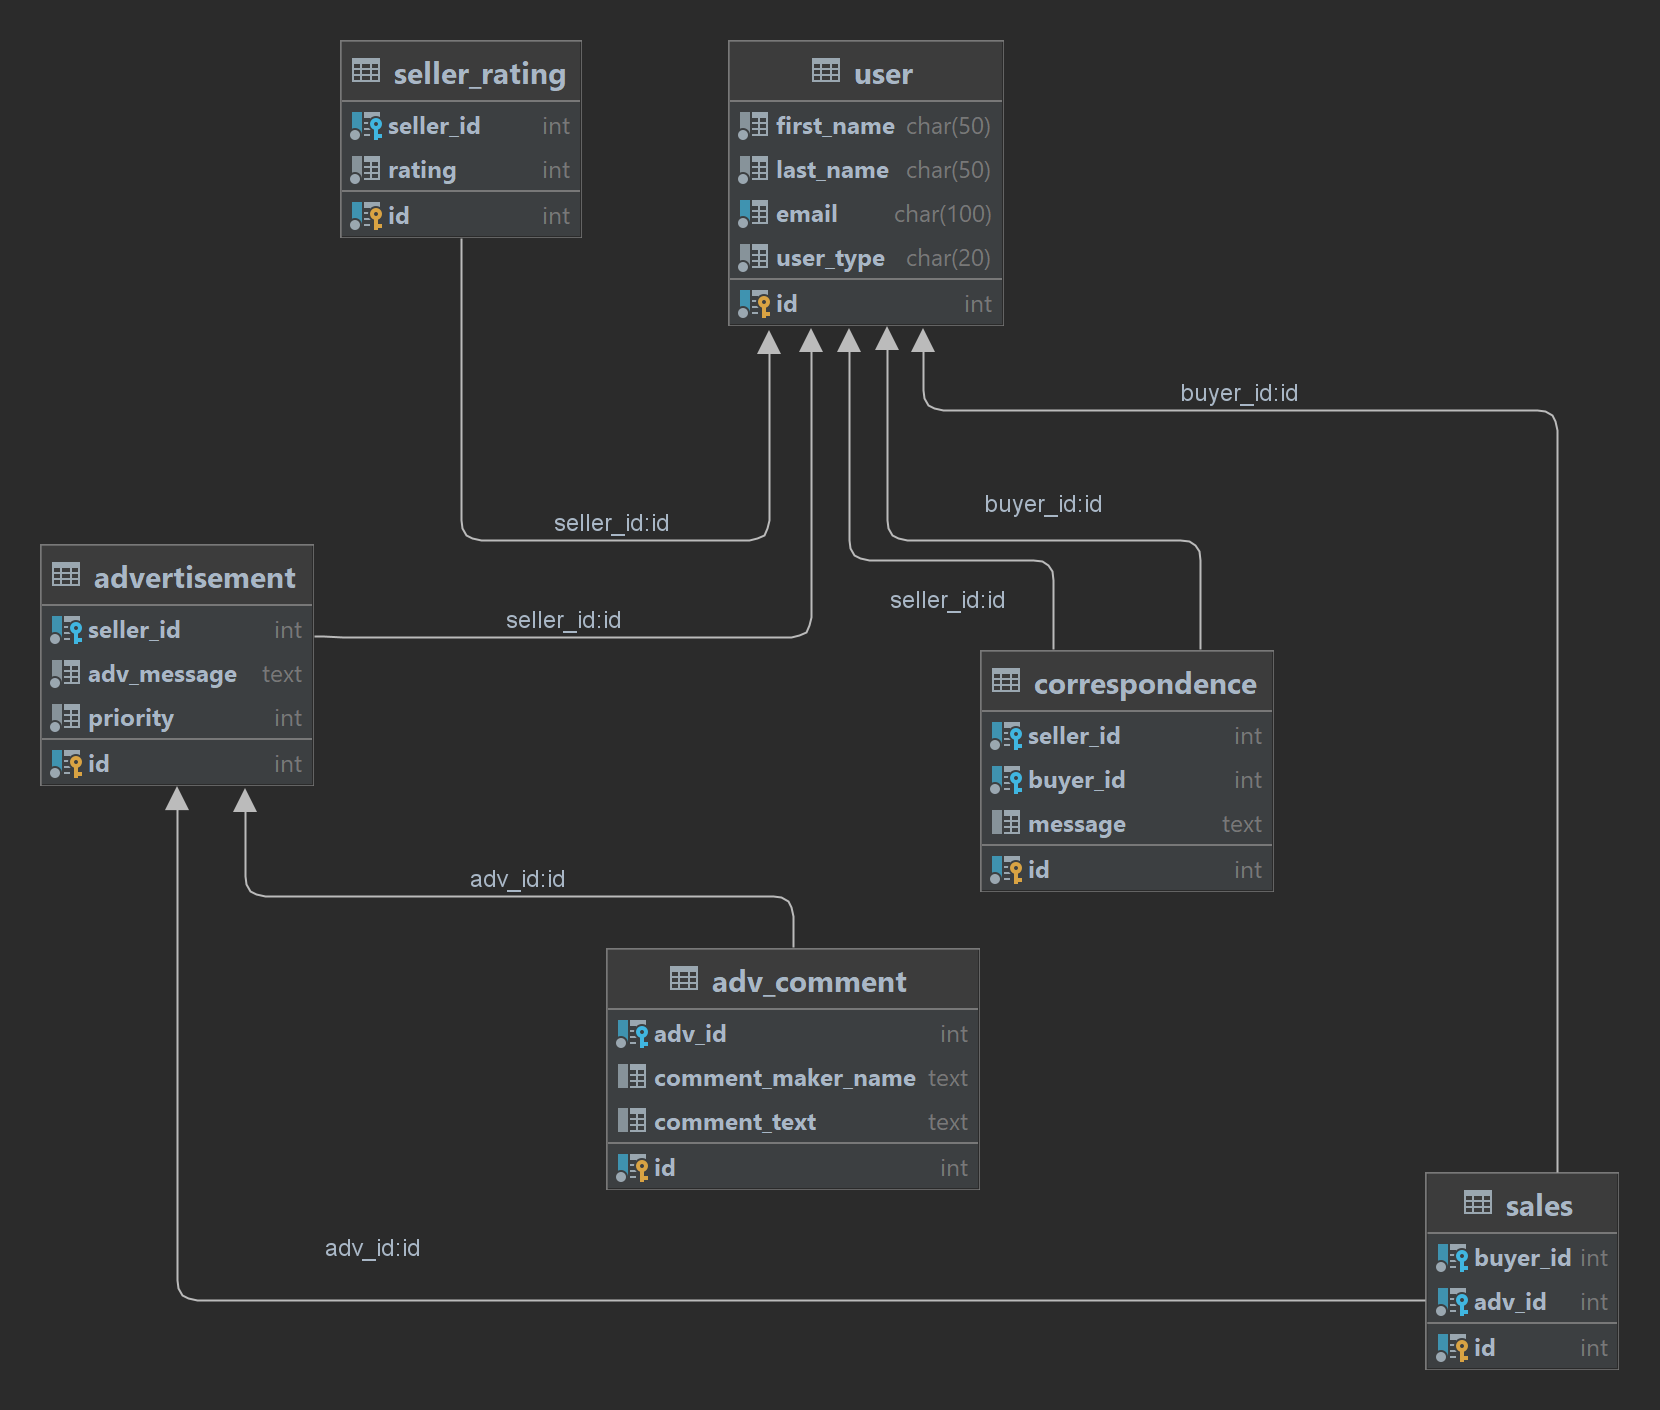 seller_rating
seller_id int
rating int
id int
user
first_name char(50)
last_name char(50)
email char(100)
user_type char(20)
id int
buyer_id:id
buyer_id:id
seller_id:id
seller_id:id
seller_id:id
advertisement
seller_id int
adv_message text
priority int
id int
correspondence
seller_id int
buyer_id int
message text
id int
adv_id:id
adv_comment
adv_id int
comment_maker_name text
comment_text text
id int
adv_id:id
sales
buyer_id int
adv_id int
id int